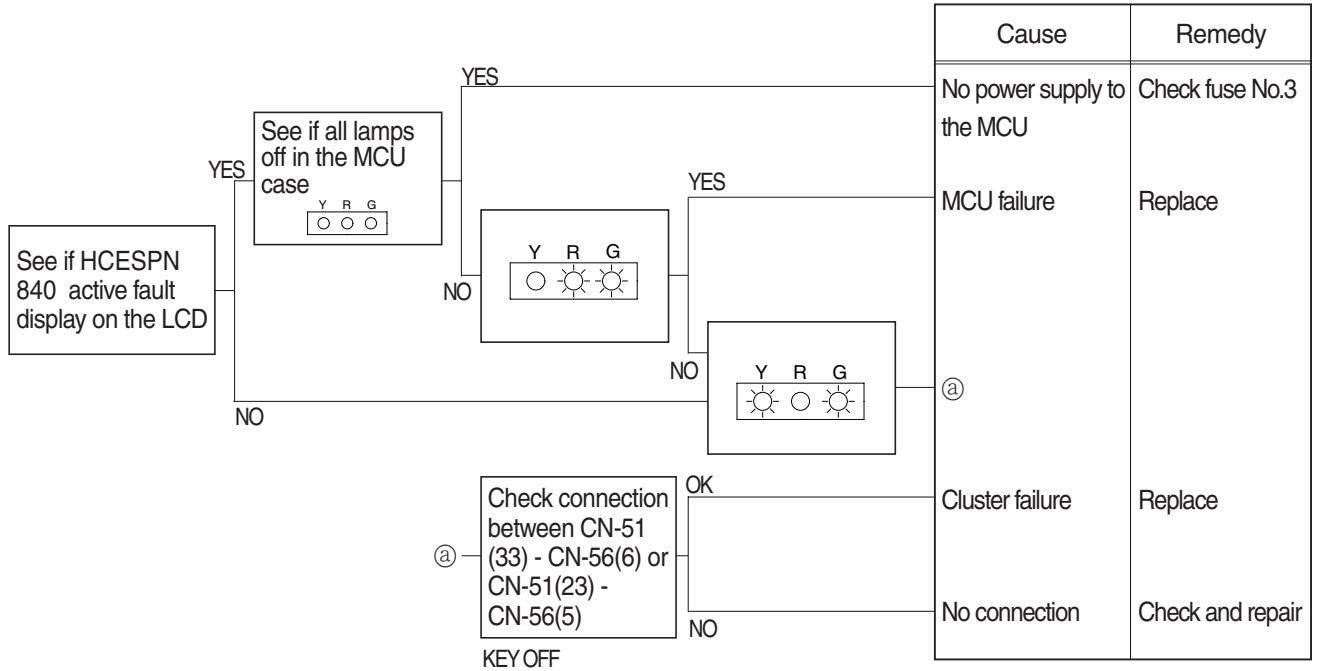 Cause Remedy
YES
No power supply to Check fuse No.3
the MCU
See if all lamps
off in the MCU
case
Y R G
YES
YES
MCU failure Replace
See if HCESPN
840 active fault
display on the LCD
Y R G
NO
NO
Y R G
ⓐ
NO
Check connection
between CN-51
(33) - CN-56(6) or
CN-51(23) -
CN-56(5)
ⓐ
OK
Cluster failure Replace
No connection Check and repair
NO
KEY OFF